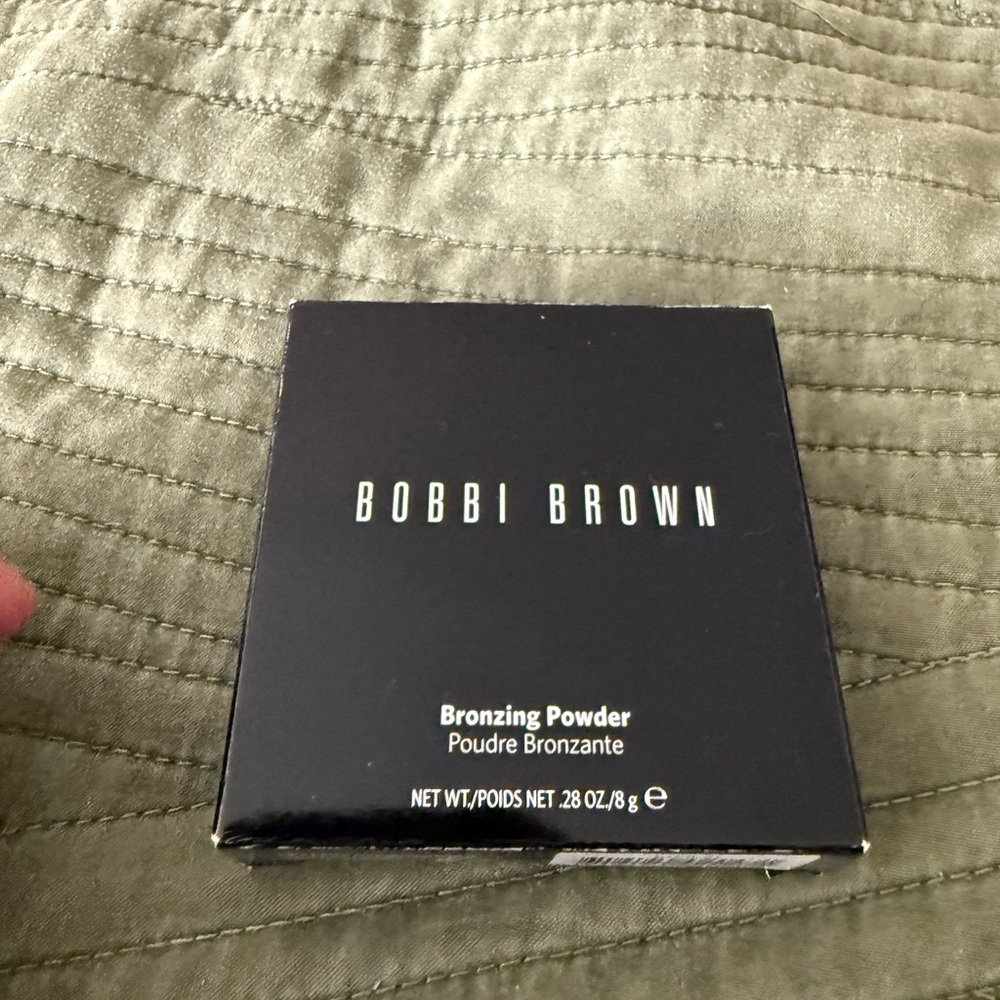 BOBBI BROWN
Bronzing Powder
Poudre Bronzante
NET WT./POIDS NET .28 OZ./8 g ℮